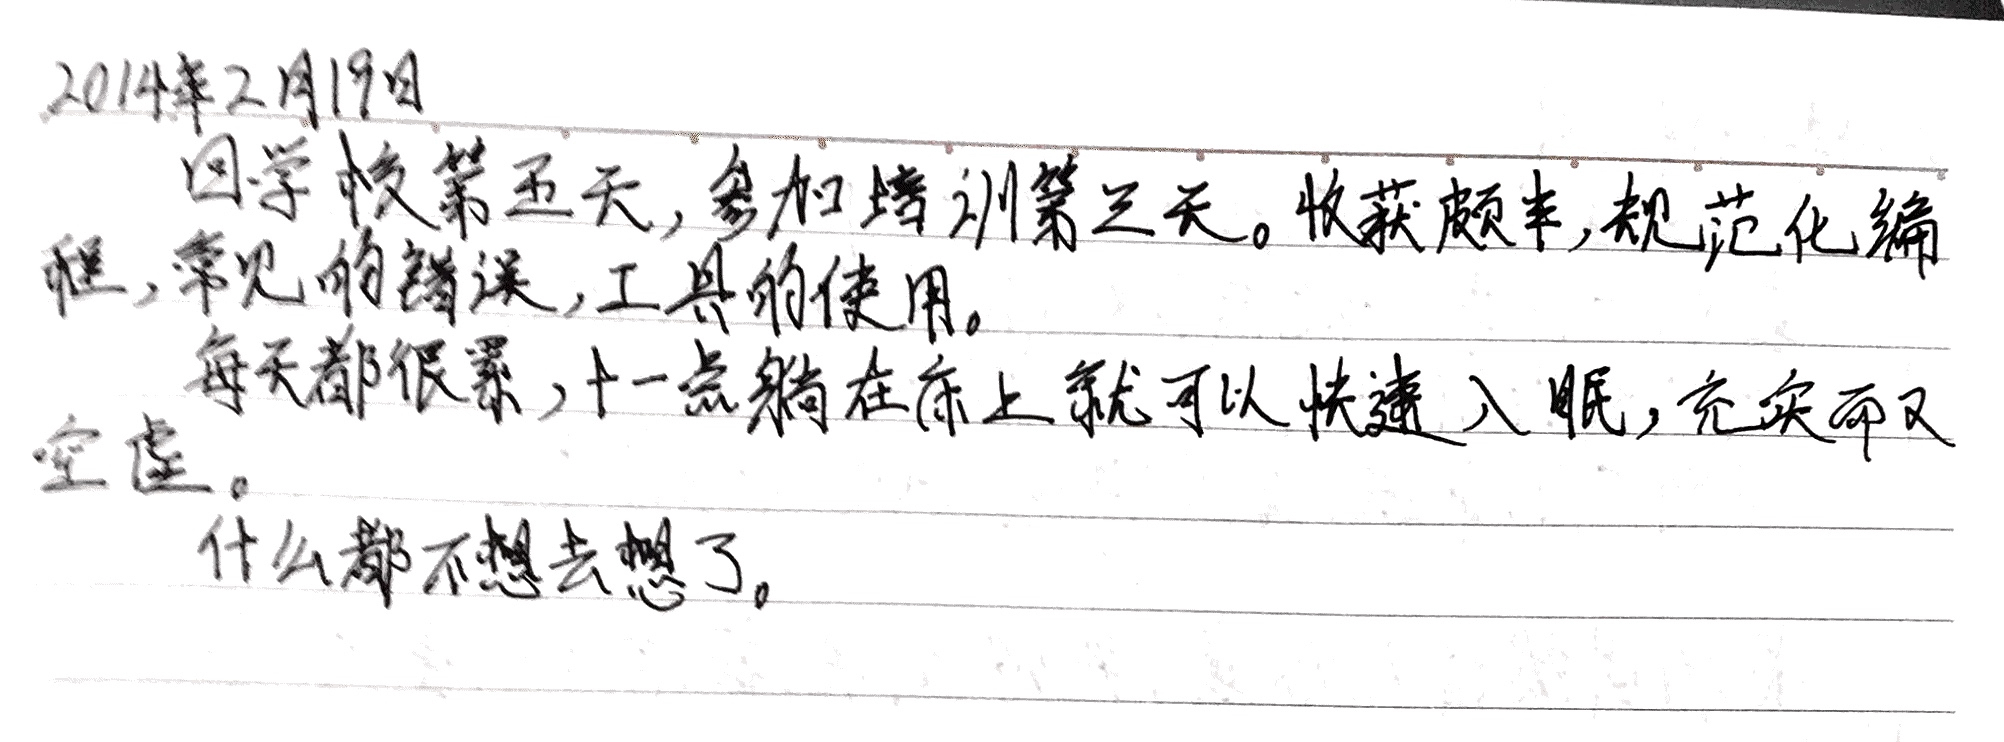 2014年2月19日
回学校第五天,参加培训第三天。收获颇丰,规范化编
程,常见的错误,工具的使用。
每天都很累,十一点躺在床上就可以快速入眠,充实而又
空虚。
什么都不想去想了。